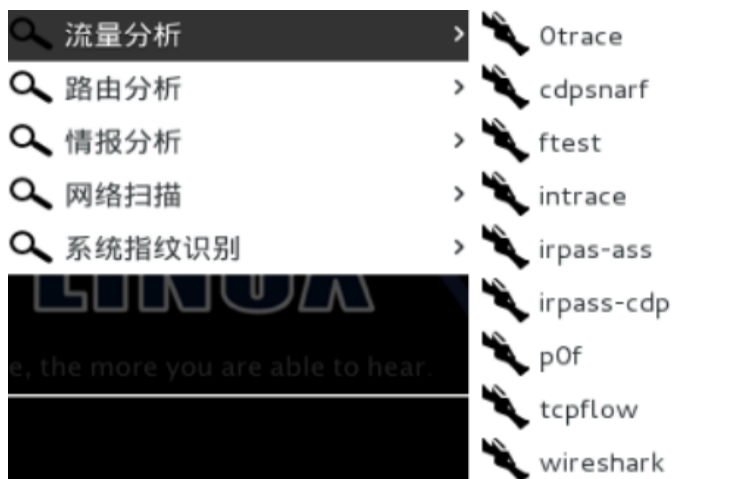 流量分析
路由分析
情报分析
网络扫描
系统指纹识别
LINUX
e, the more you are able to hear.
0trace
cdpsnarf
ftest
intrace
irpas-ass
irpass-cdp
p0f
tcpflow
wireshark